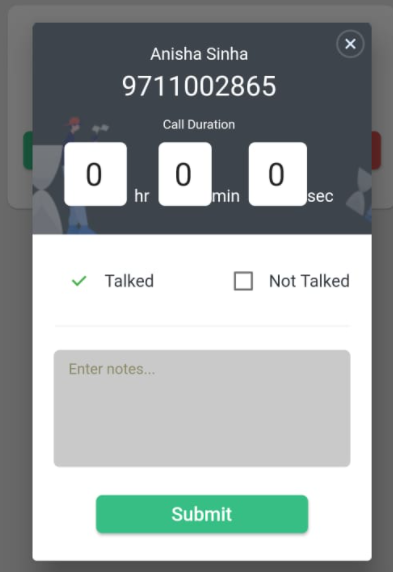 Anisha Sinha
9711002865
Call Duration
0 hr 0 min 0 sec
Talked Not Talked
Enter notes...
Submit